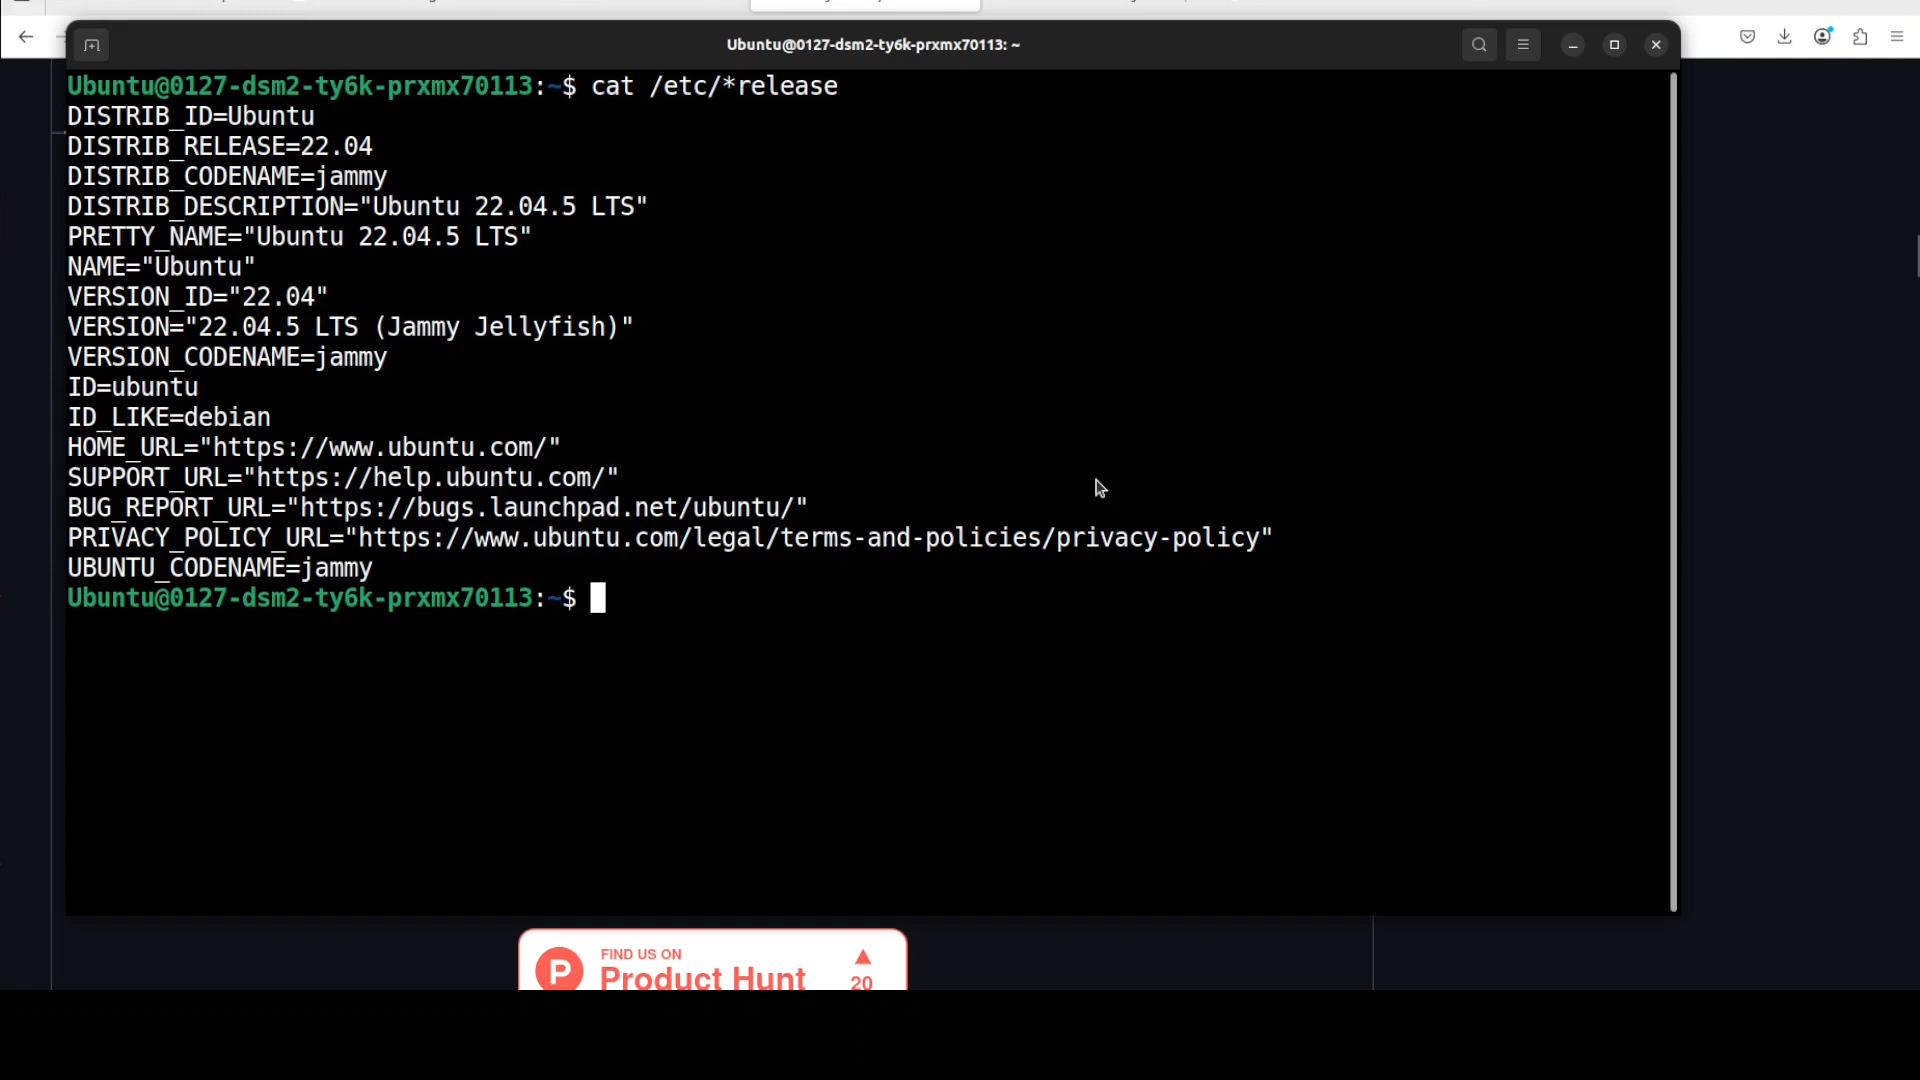 Ubuntu@0127-dsm2-ty6k-prxmx70113: ~
Ubuntu@0127-dsm2-ty6k-prxmx70113:~$ cat /etc/*release
DISTRIB_ID=Ubuntu
DISTRIB_RELEASE=22.04
DISTRIB_CODENAME=jammy
DISTRIB_DESCRIPTION="Ubuntu 22.04.5 LTS"
PRETTY_NAME="Ubuntu 22.04.5 LTS"
NAME="Ubuntu"
VERSION_ID="22.04"
VERSION="22.04.5 LTS (Jammy Jellyfish)"
VERSION_CODENAME=jammy
ID=ubuntu
ID_LIKE=debian
HOME_URL="https://www.ubuntu.com/"
SUPPORT_URL="https://help.ubuntu.com/"
BUG_REPORT_URL="https://bugs.launchpad.net/ubuntu/"
PRIVACY_POLICY_URL="https://www.ubuntu.com/legal/terms-and-policies/privacy-policy"
UBUNTU_CODENAME=jammy
Ubuntu@0127-dsm2-ty6k-prxmx70113:~$
P
FIND US ON
Product Hunt
▲
20